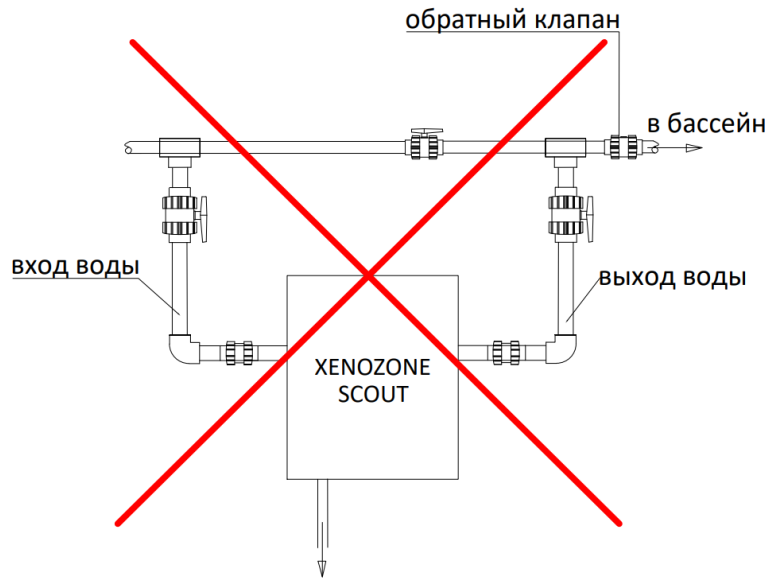 обратный клапан
в бассейн
вход воды
выход воды
XENOZONE
SCOUT